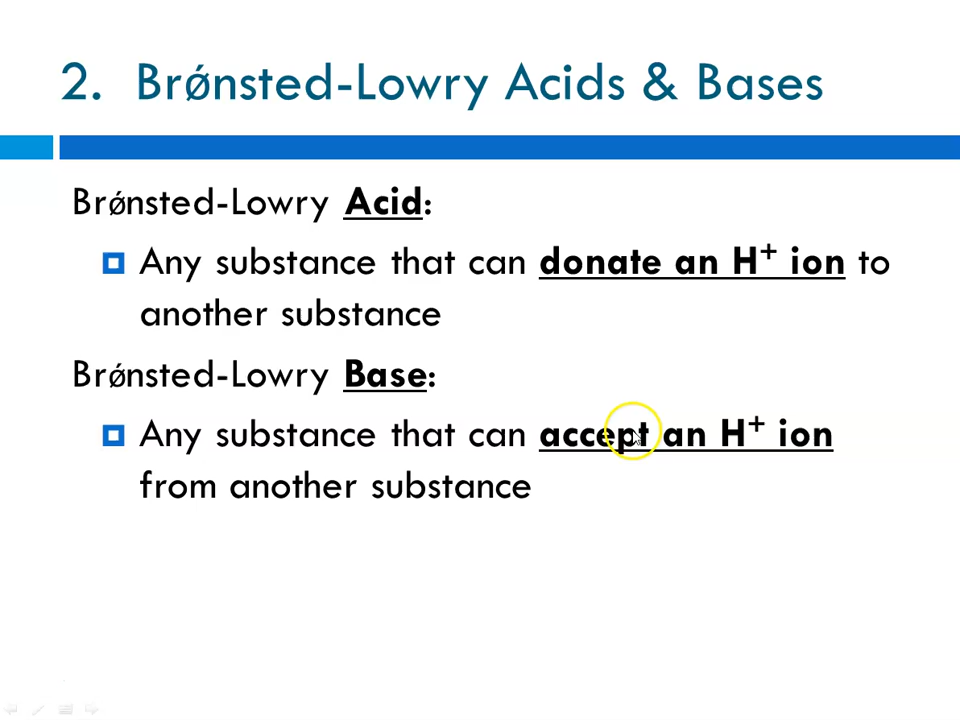 2. Brǿnsted-Lowry Acids & Bases
Brǿnsted-Lowry Acid:
Any substance that can donate an H⁺ ion to
another substance
Brǿnsted-Lowry Base:
Any substance that can accept an H⁺ ion
from another substance